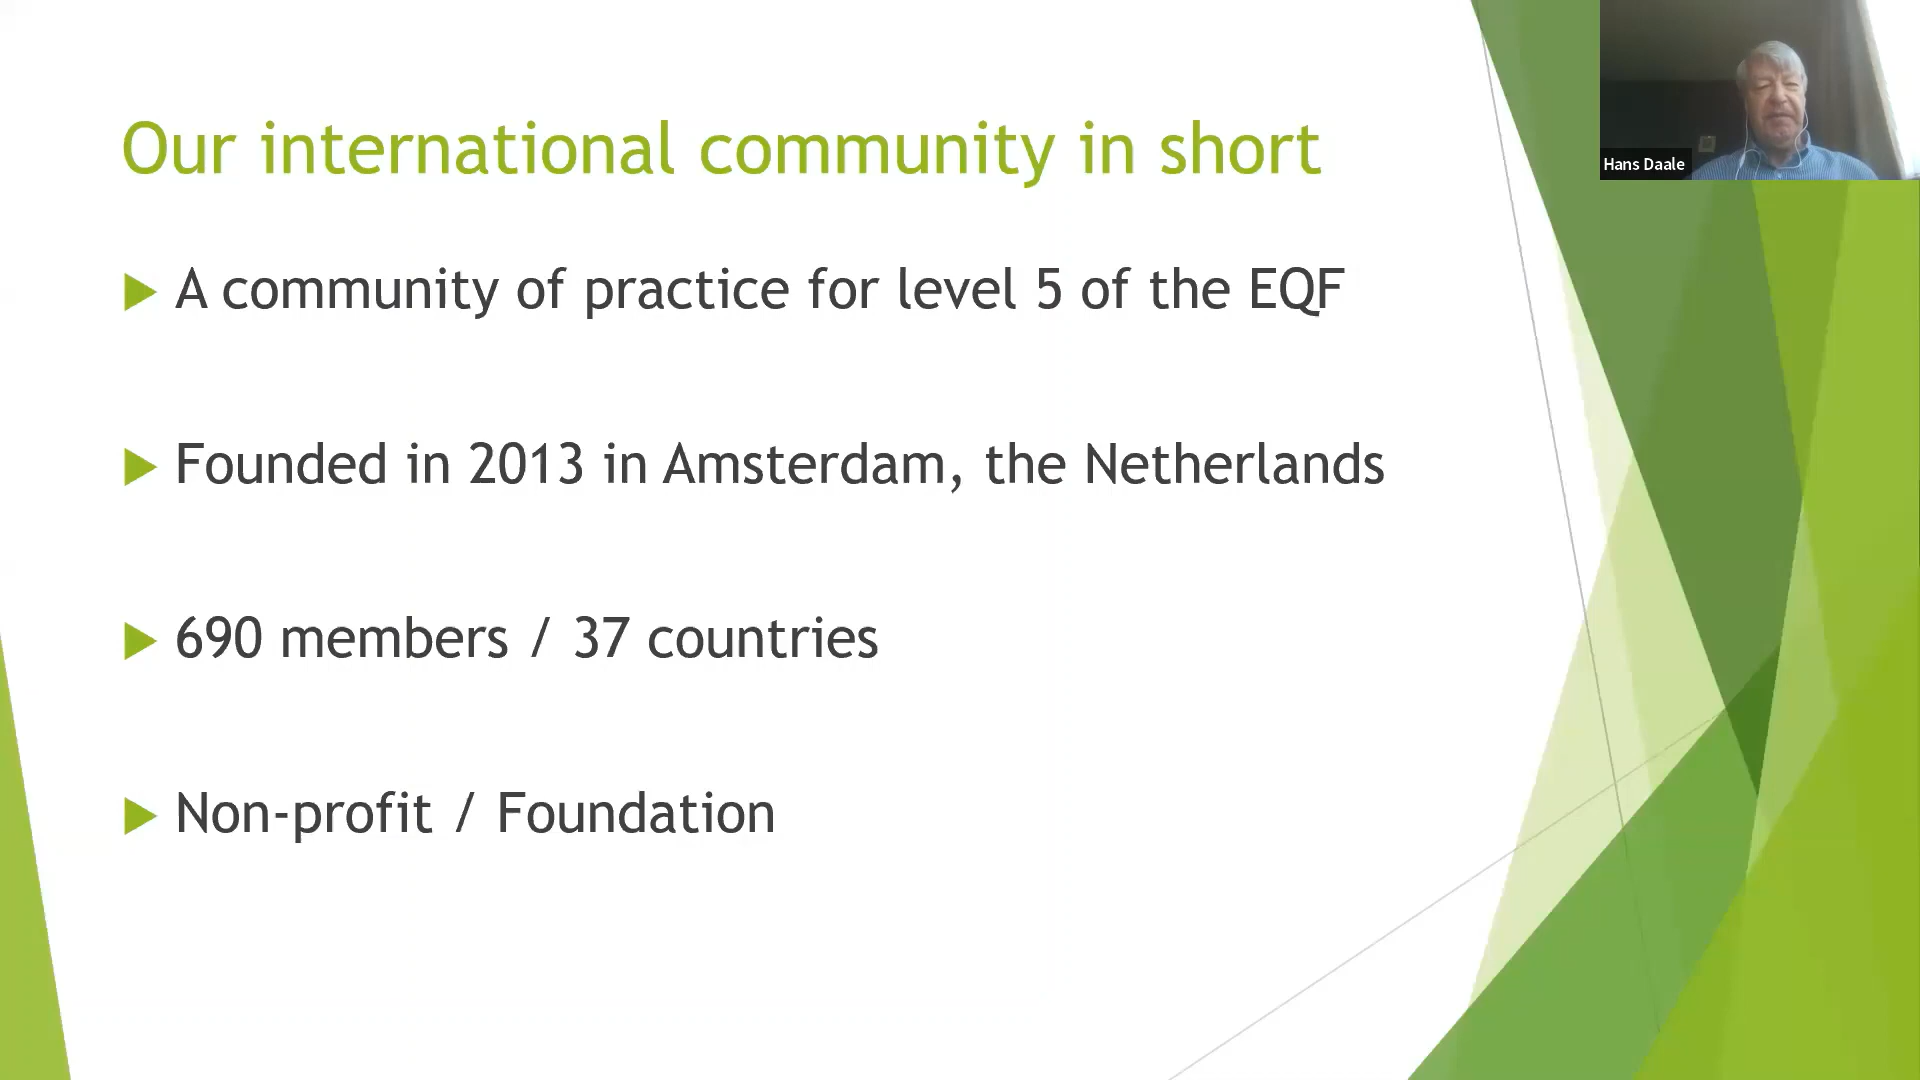 Our international community in short
A community of practice for level 5 of the EQF
Founded in 2013 in Amsterdam, the Netherlands
690 members / 37 countries
Non-profit / Foundation
Hans Daale